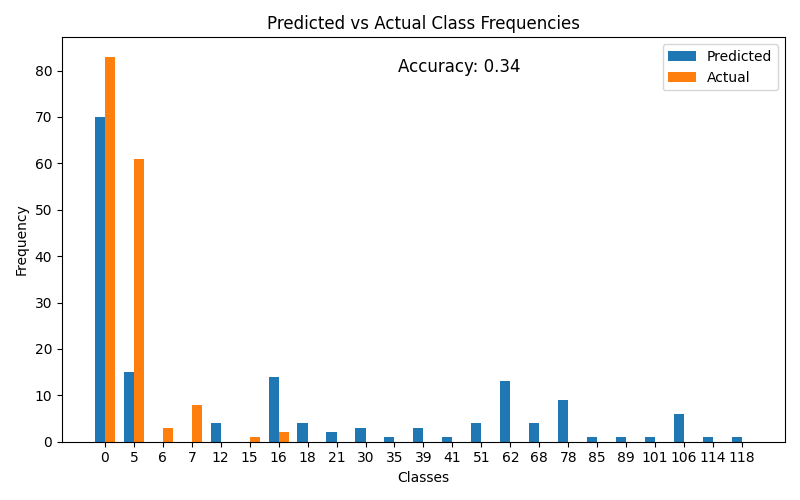 Predicted vs Actual Class Frequencies
Accuracy: 0.34
Predicted
Actual
Frequency
80
70
60
50
40
30
20
10
0
0 5 6 7 12 15 16 18 21 30 35 39 41 51 62 68 78 85 89 101 106 114 118
Classes